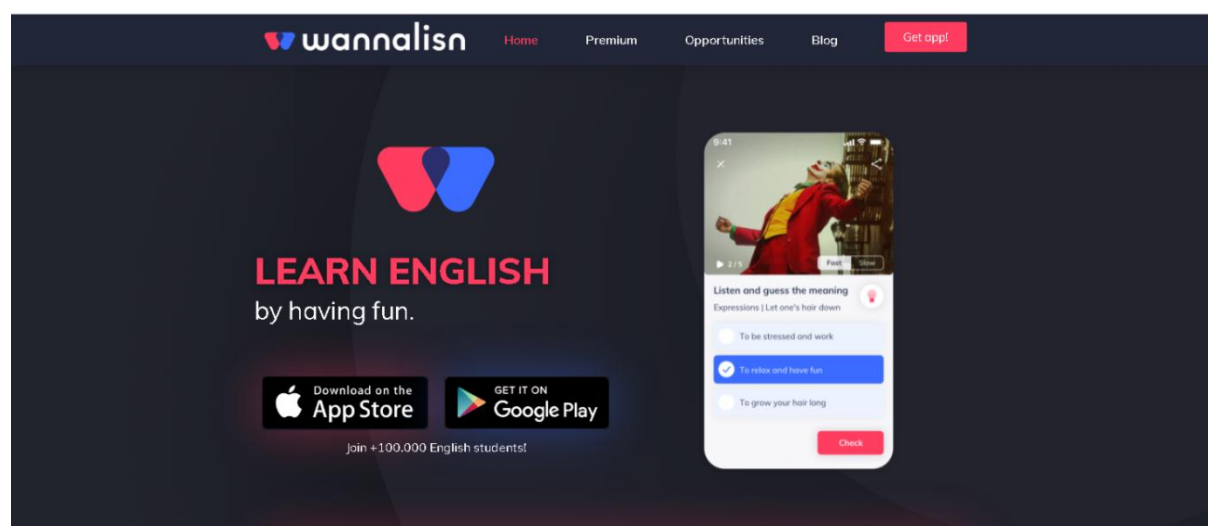 wannalisn
Home
Premium
Opportunities
Blog
Get app!
LEARN ENGLISH
by having fun.
Download on the
App Store
GET IT ON
Google Play
Join +100.000 English students!
9:41
2 / 5
Fast
Slow
Listen and guess the meaning
Expressions | Let one's hair down
To be stressed and work
To relax and have fun
To grow your hair long
Check